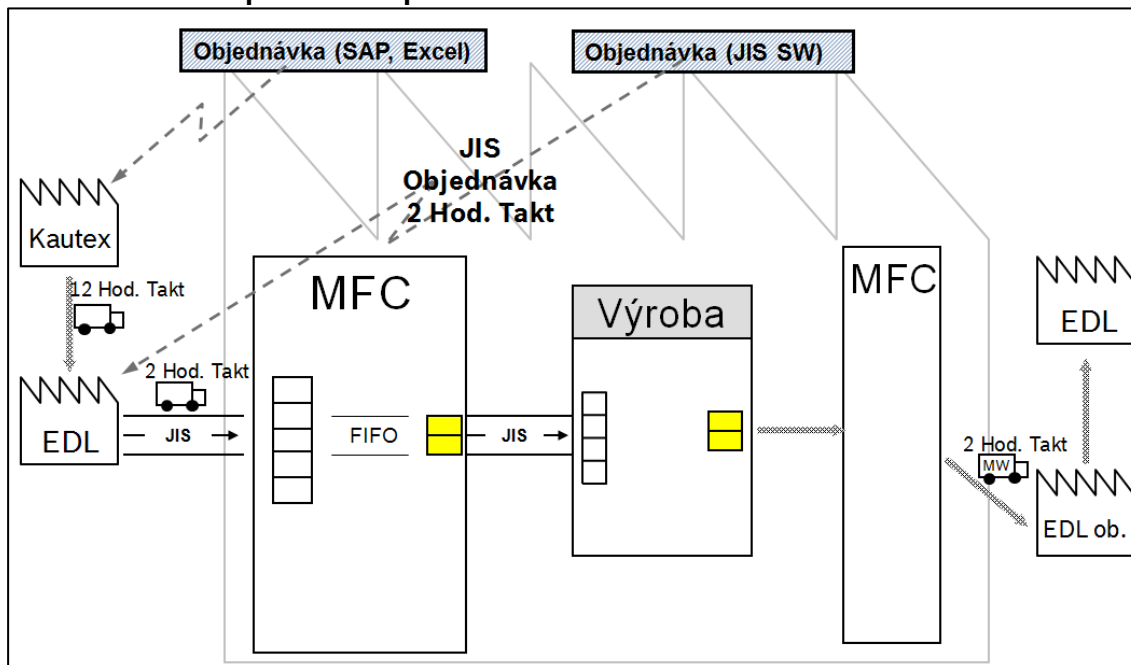 Objednávka (SAP, Excel)
Objednávka (JIS SW)
JIS
Objednávka
2 Hod. Takt
Kautex
12 Hod. Takt
EDL
2 Hod. Takt
JIS
MFC
FIFO
JIS
Výroba
MFC
2 Hod. Takt
MW
EDL
EDL ob.